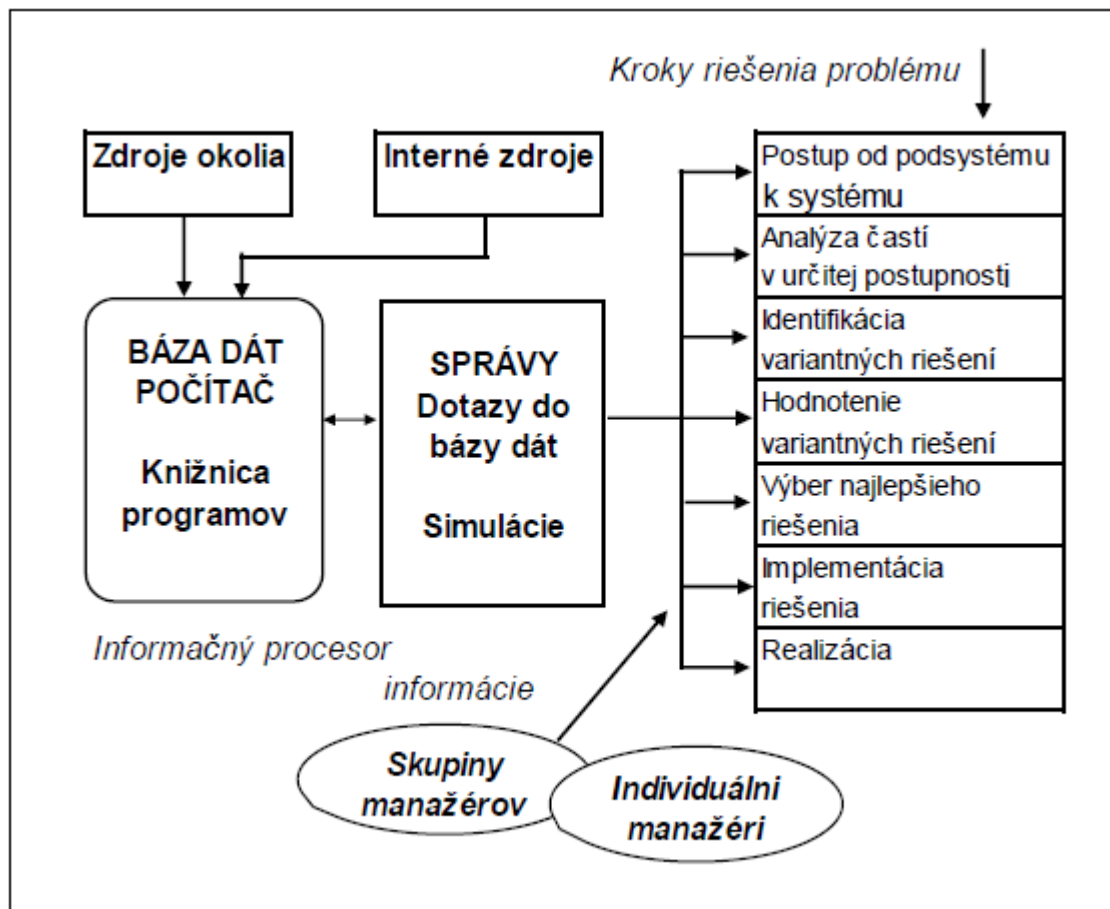 Kroky riešenia problému
Zdroje okolia
Interné zdroje
BÁZA DÁT
POČÍTAČ
Knižnica
programov
SPRÁVY
Dotazy do
bázy dát
Simulácie
Postup od podsystému
k systému
Analýza častí
v určitej postupnosti
Identifikácia
variantných riešení
Hodnotenie
variantných riešení
Výber najlepšieho
riešenia
Implementácia
riešenia
Realizácia
Informačný procesor
informácie
Skupiny
manažérov
Individuálni
manažéri